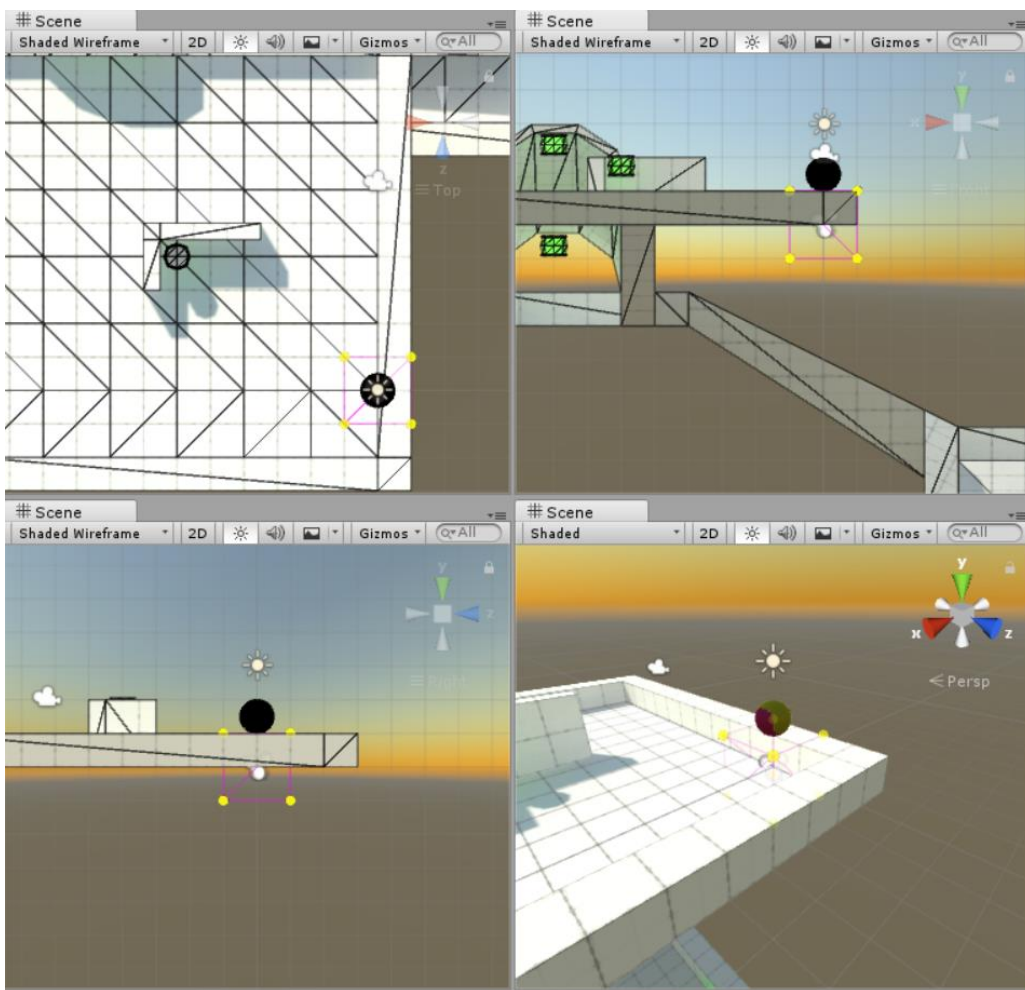 # Scene
Shaded Wireframe 2D Gizmos All
z
Top
# Scene
Shaded Wireframe 2D Gizmos All
y
x
# Scene
Shaded Wireframe 2D Gizmos All
y
z
Right
# Scene
Shaded 2D Gizmos All
y
x z
Persp